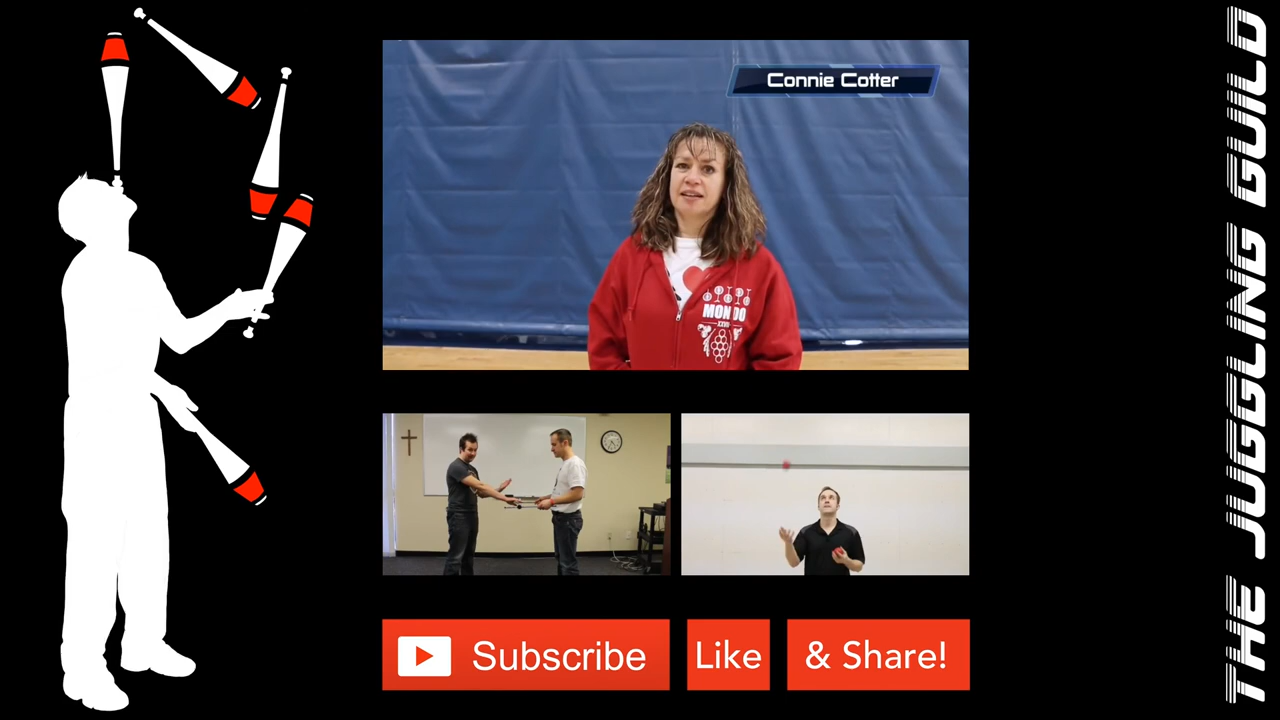 Connie Cotter
MONDO
Subscribe
Like
& Share!
THE JUGGLING GUILD